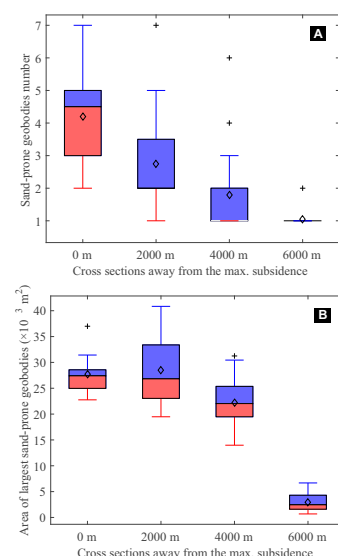 A
7
6
5
4
3
2
1
Sand-prone geobodies number
0 m 2000 m 4000 m 6000 m
Cross sections away from the max. subsidence
B
40
35
30
25
20
15
10
5
0
Area of largest sand-prone geobodies (×10 ³ m²)
0 m 2000 m 4000 m 6000 m
Cross sections away from the max. subsidence